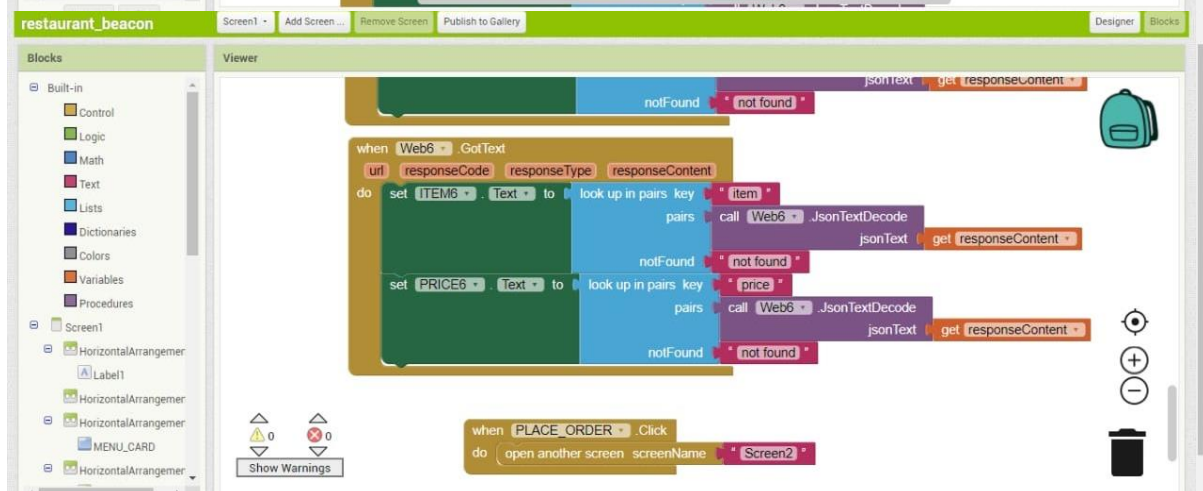 restaurant_beacon Screen1 Add Screen ... Remove Screen Publish to Gallery Designer Blocks
Blocks Viewer
Built-in
Control
Logic
Math
Text
Lists
Dictionaries
Colors
Variables
Procedures
Screen1
HorizontalArrangemer
Label1
HorizontalArrangemer
HorizontalArrangemer
MENU_CARD
HorizontalArrangemer
jsonText get responseContent
notFound " not found "
when Web6 .GotText
url responseCode responseType responseContent
do set ITEM6 . Text to look up in pairs key " item "
pairs call Web6 .JsonTextDecode
jsonText get responseContent
notFound " not found "
set PRICE6 . Text to look up in pairs key " price "
pairs call Web6 .JsonTextDecode
jsonText get responseContent
notFound " not found "
when PLACE_ORDER .Click
do open another screen screenName " Screen2 "
0 0
Show Warnings